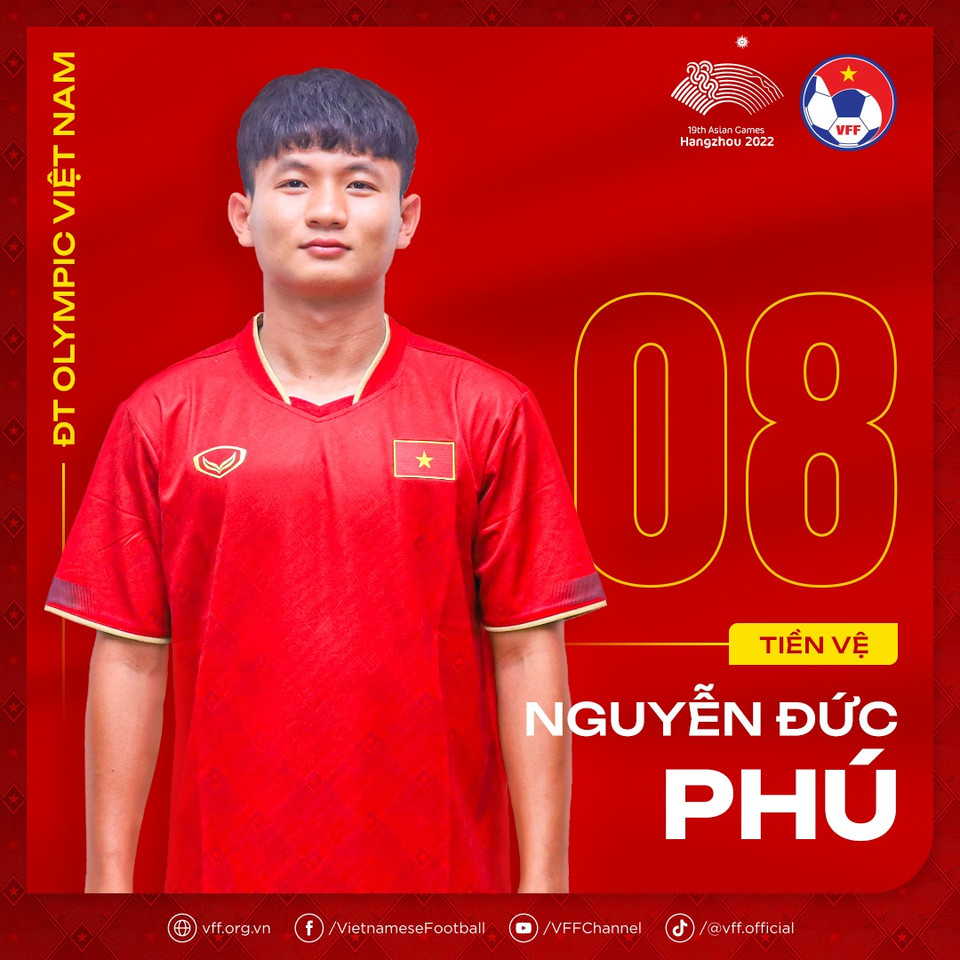 ĐT OLYMPIC VIỆT NAM
19th Asian Games
Hangzhou 2022
VFF
08
TIỀN VỆ
NGUYỄN ĐỨC
PHÚ
vff.org.vn
/VietnameseFootball
/VFFChannel
/@vff.official